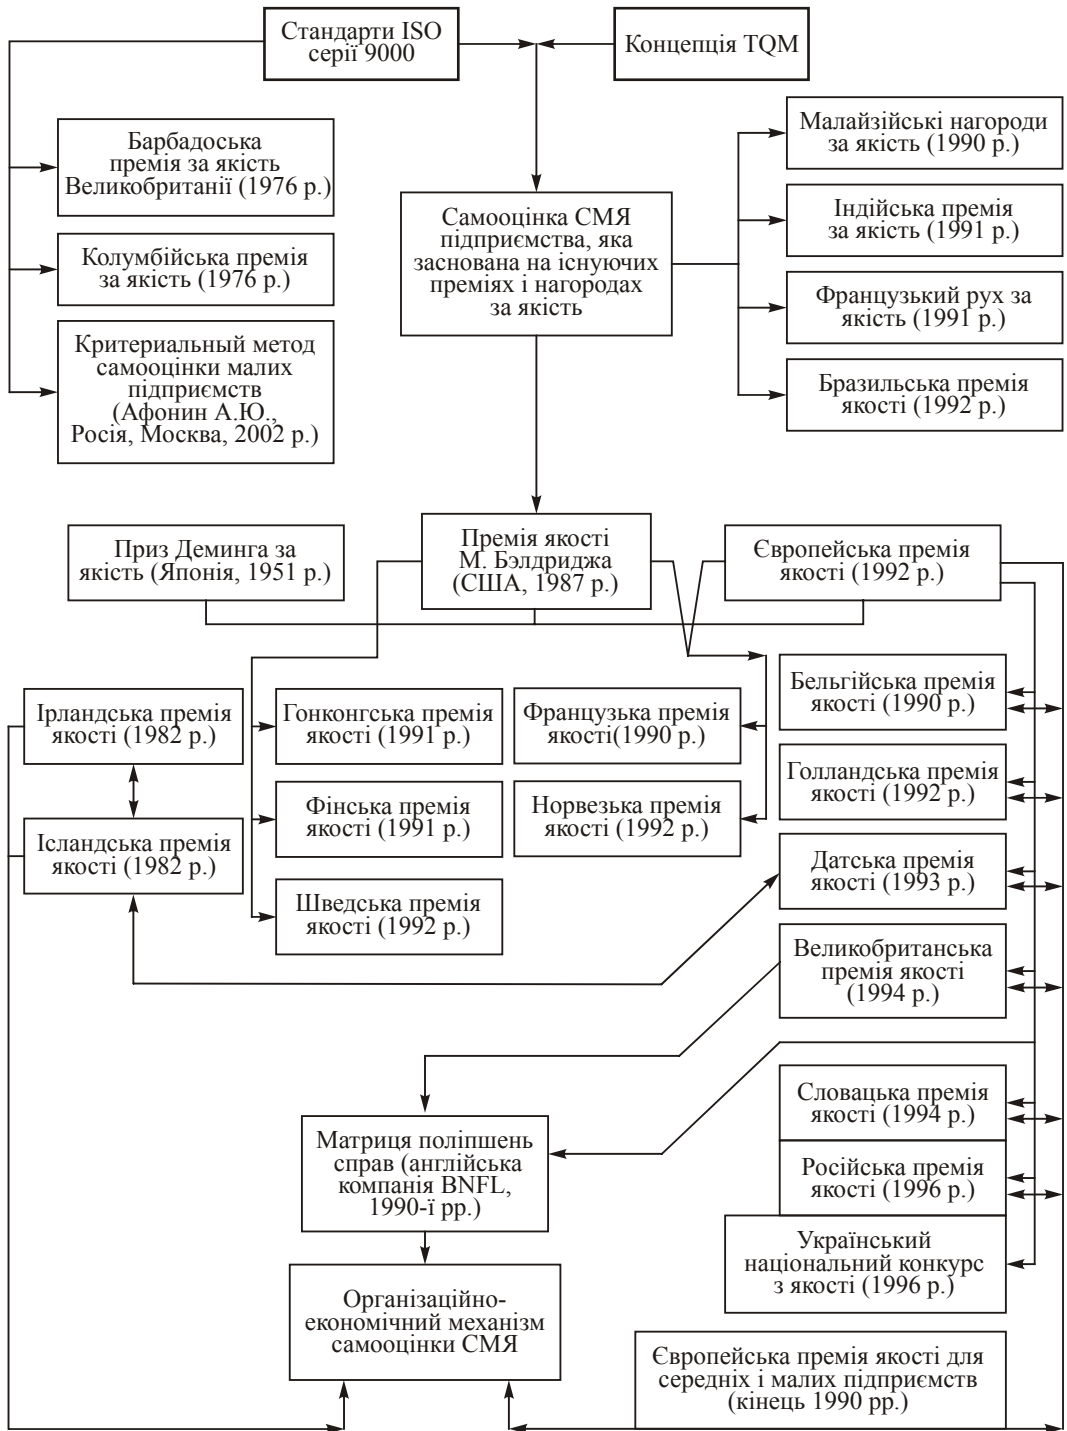 Стандарти ISO
серії 9000
Концепція TQM
Барбадоська
премія за якість
Великобританії (1976 р.)
Колумбійська премія
за якість (1976 р.)
Критериальный метод
самооцінки малих
підприємств
(Афонин А.Ю.,
Росія, Москва, 2002 р.)
Самооцінка СМЯ
підприємства, яка
заснована на існуючих
преміях і нагородах
за якість
Малайзійські нагороди
за якість (1990 р.)
Індійська премія
за якість (1991 р.)
Французький рух за
якість (1991 р.)
Бразильська премія
якості (1992 р.)
Приз Деминга за
якість (Японія, 1951 р.)
Премія якості
М. Бэлдриджа
(США, 1987 р.)
Європейська премія
якості (1992 р.)
Ірландська премія
якості (1982 р.)
Ісландська премія
якості (1982 р.)
Гонконгська премія
якості (1991 р.)
Фінська премія
якості (1991 р.)
Шведська премія
якості (1992 р.)
Французька премія
якості(1990 р.)
Норвезька премія
якості (1992 р.)
Бельгійська премія
якості (1990 р.)
Голландська премія
якості (1992 р.)
Датська премія
якості (1993 р.)
Великобританська
премія якості
(1994 р.)
Словацька премія
якості (1994 р.)
Російська премія
якості (1996 р.)
Український
національний конкурс
з якості (1996 р.)
Матриця поліпшень
справ (англійська
компанія BNFL,
1990-ї рр.)
Організаційно-
економічний механізм
самооцінки СМЯ
Європейська премія якості для
середніх і малих підприємств
(кінець 1990 рр.)